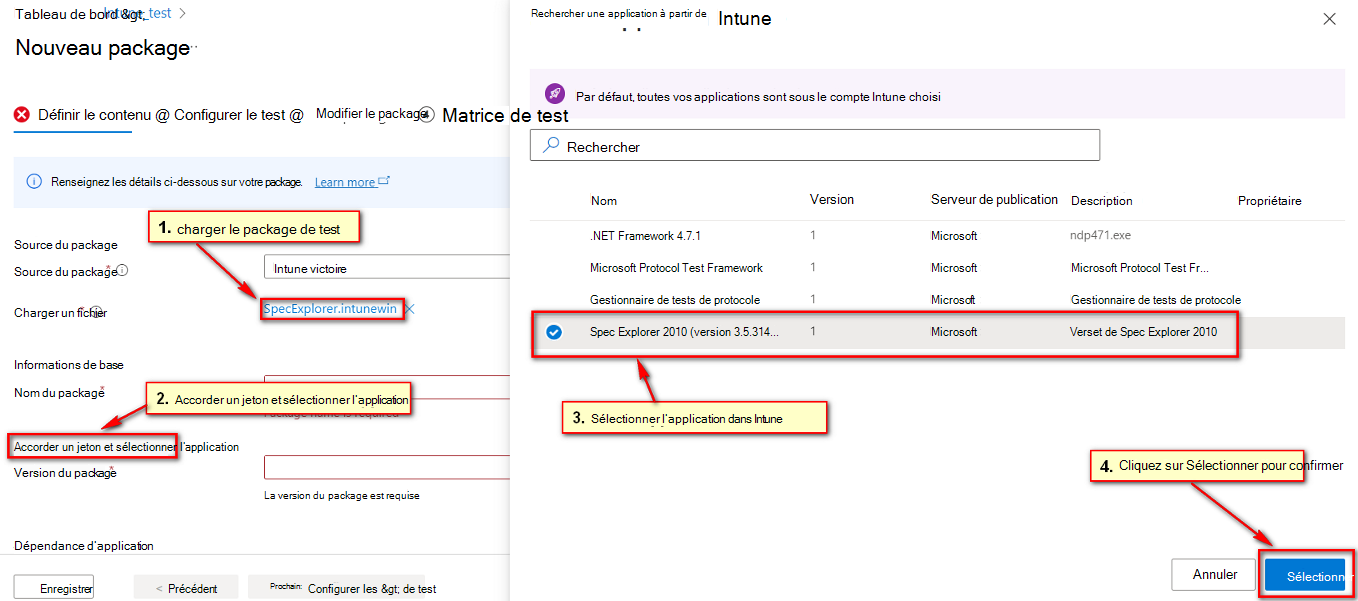 Tableau de bord &gt;
Intune_test >
Nouveau package ...
Définir le contenu @ Configurer le test @ Modifier le package 4 Matrice de test
Renseignez les détails ci-dessous sur votre package. Learn more
1. charger le package de test
Source du package
Source du package*
Intune victoire
Charger un fichier
SpecExplorer.intunewin
Informations de base
Nom du package*
2. Accorder un jeton et sélectionner l'application
Package name is required
Accorder un jeton et sélectionner l'application
Version du package*
La version du package est requise
Dépendance d'application
Enregistrer
< Précédent
Prochain: Configurer les &gt; de test
Rechercher une application à partir de Intune
Par défaut, toutes vos applications sont sous le compte Intune choisi
Rechercher
Nom Version Serveur de publication Description Propriétaire
.NET Framework 4.7.1 1 Microsoft ndp471.exe
Microsoft Protocol Test Framework 1 Microsoft Microsoft Protocol Test Fr...
Gestionnaire de tests de protocole 1 Microsoft Gestionnaire de tests de protocole
Spec Explorer 2010 (version 3.5.314... 1 Microsoft Verset de Spec Explorer 2010
3. Sélectionner l'application dans Intune
4. Cliquez sur Sélectionner pour confirmer
Annuler
Sélectionner